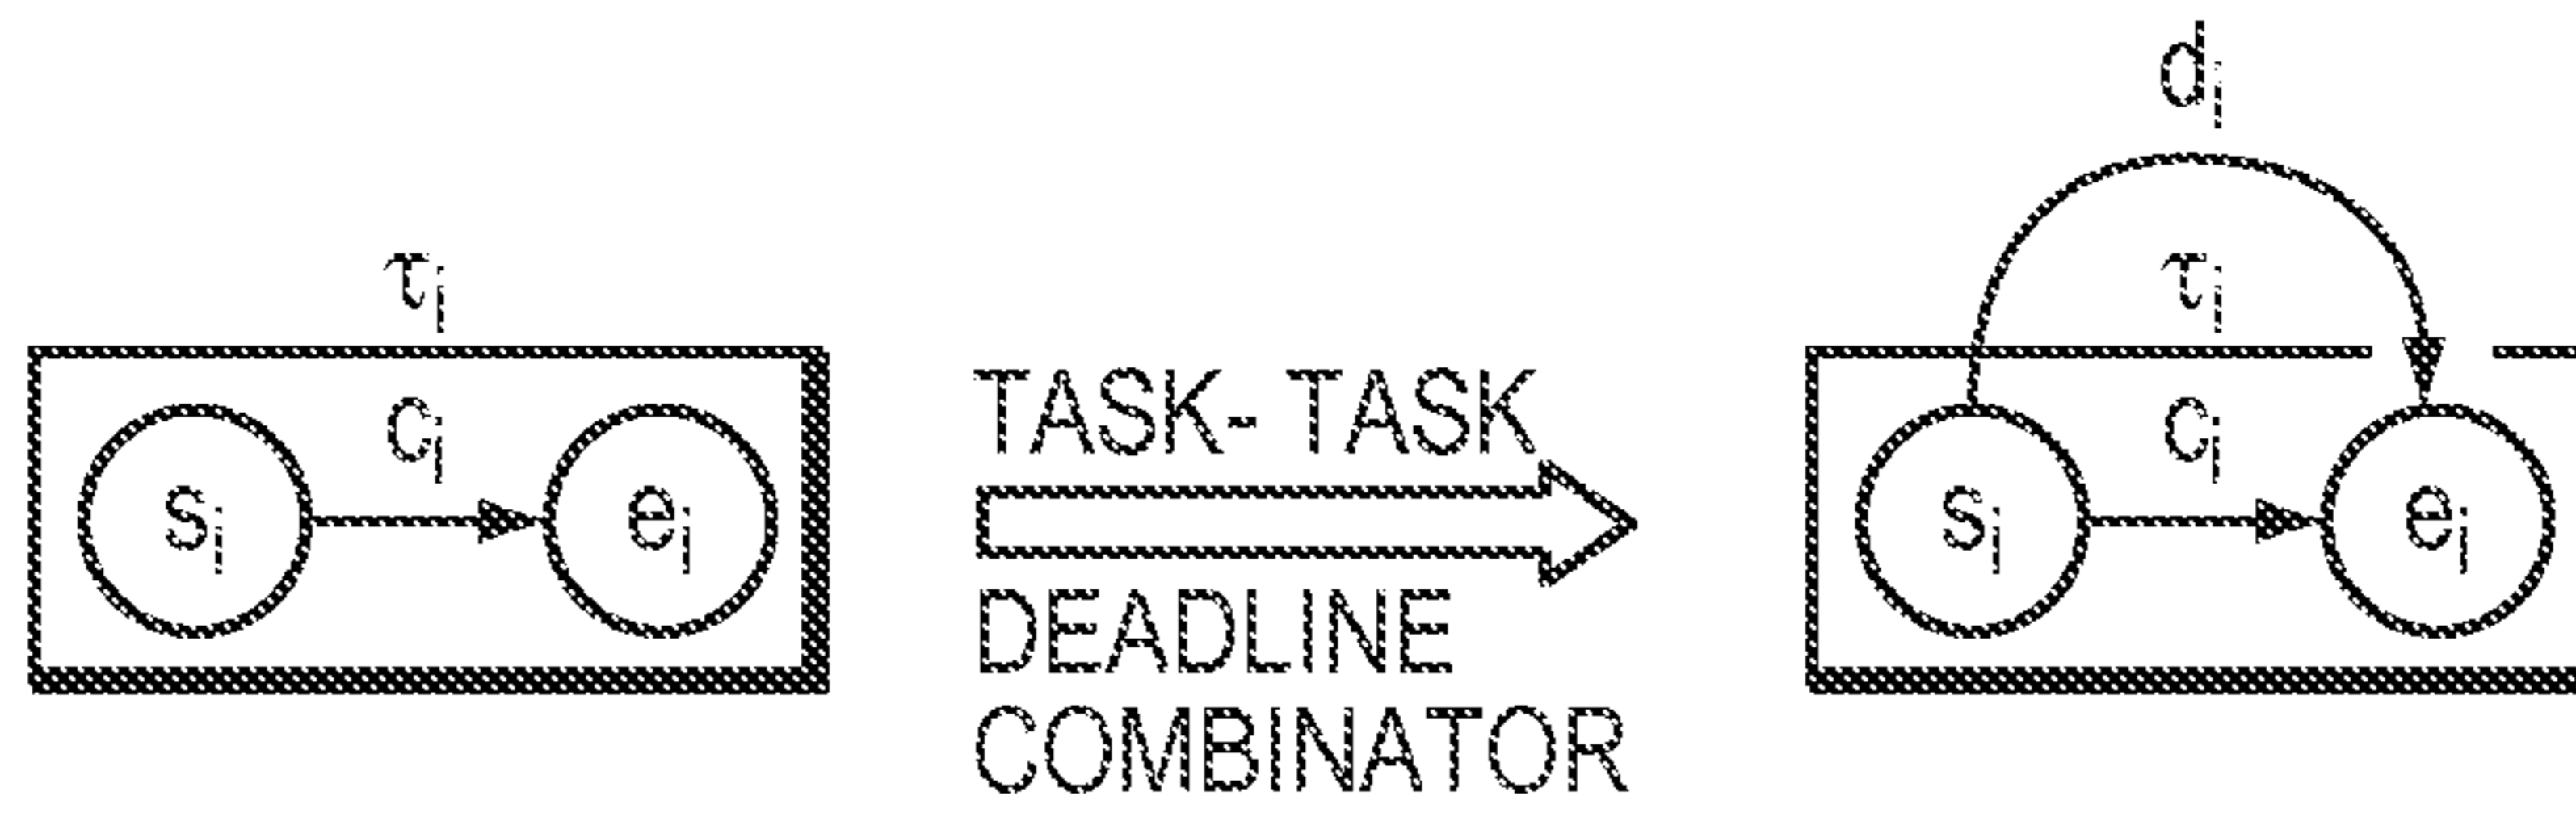 τi
ci
si
ei
TASK- TASK
DEADLINE
COMBINATOR
di
τi
ci
si
ei